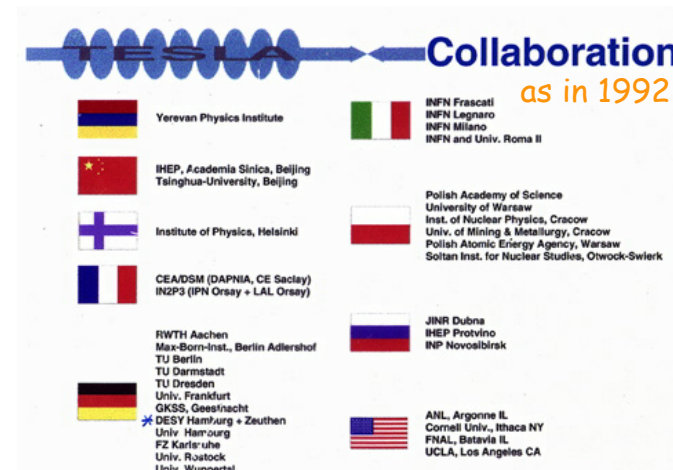 TESLA Collaboration
as in 1992
Yerevan Physics Institute
IHEP, Academia Sinica, Beijing
Tsinghua-University, Beijing
Institute of Physics, Helsinki
CEA/DSM (DAPNIA, CE Saclay)
IN2P3 (IPN Orsay + LAL Orsay)
RWTH Aachen
Max-Born-Inst., Berlin Adlershof
TU Berlin
TU Darmstadt
TU Dresden
Univ. Frankfurt
GKSS, Geesthacht
DESY Hamburg + Zeuthen
Univ Hamburg
FZ Karlsruhe
Univ. Rostock
Univ. Wuppertal
INFN Frascati
INFN Legnaro
INFN Milano
INFN and Univ. Roma II
Polish Academy of Science
University of Warsaw
Inst. of Nuclear Physics, Cracow
Univ. of Mining & Metallurgy, Cracow
Polish Atomic Energy Agency, Warsaw
Soltan Inst. for Nuclear Studies, Otwock-Swierk
JINR Dubna
IHEP Protvino
INP Novosibirsk
ANL, Argonne IL
Cornell Univ., Ithaca NY
FNAL, Batavia IL
UCLA, Los Angeles CA